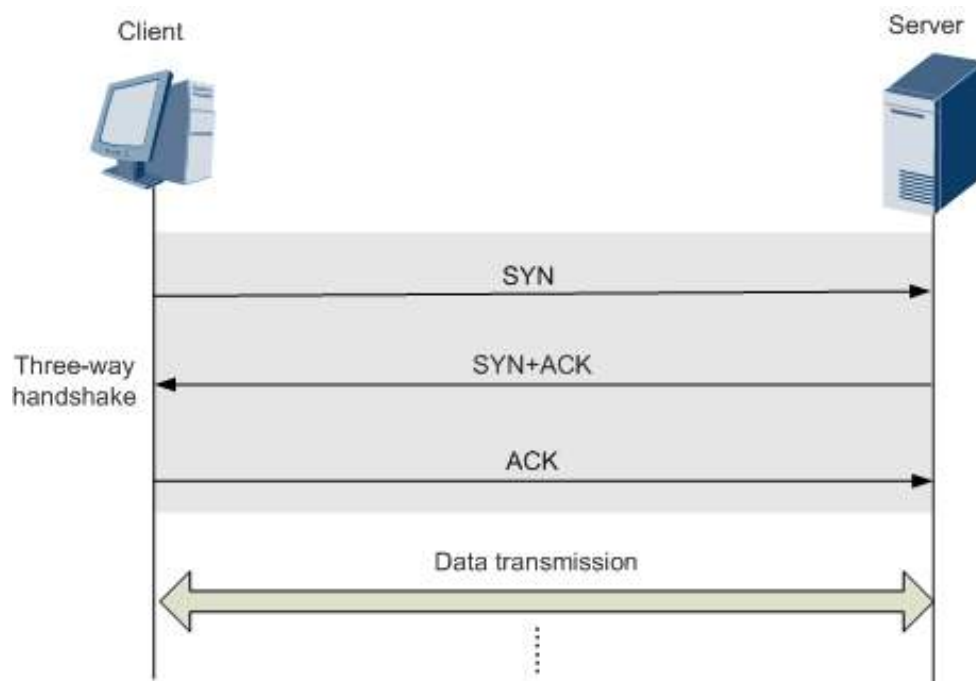 Client
Server
SYN
Three-way
handshake
SYN+ACK
ACK
Data transmission